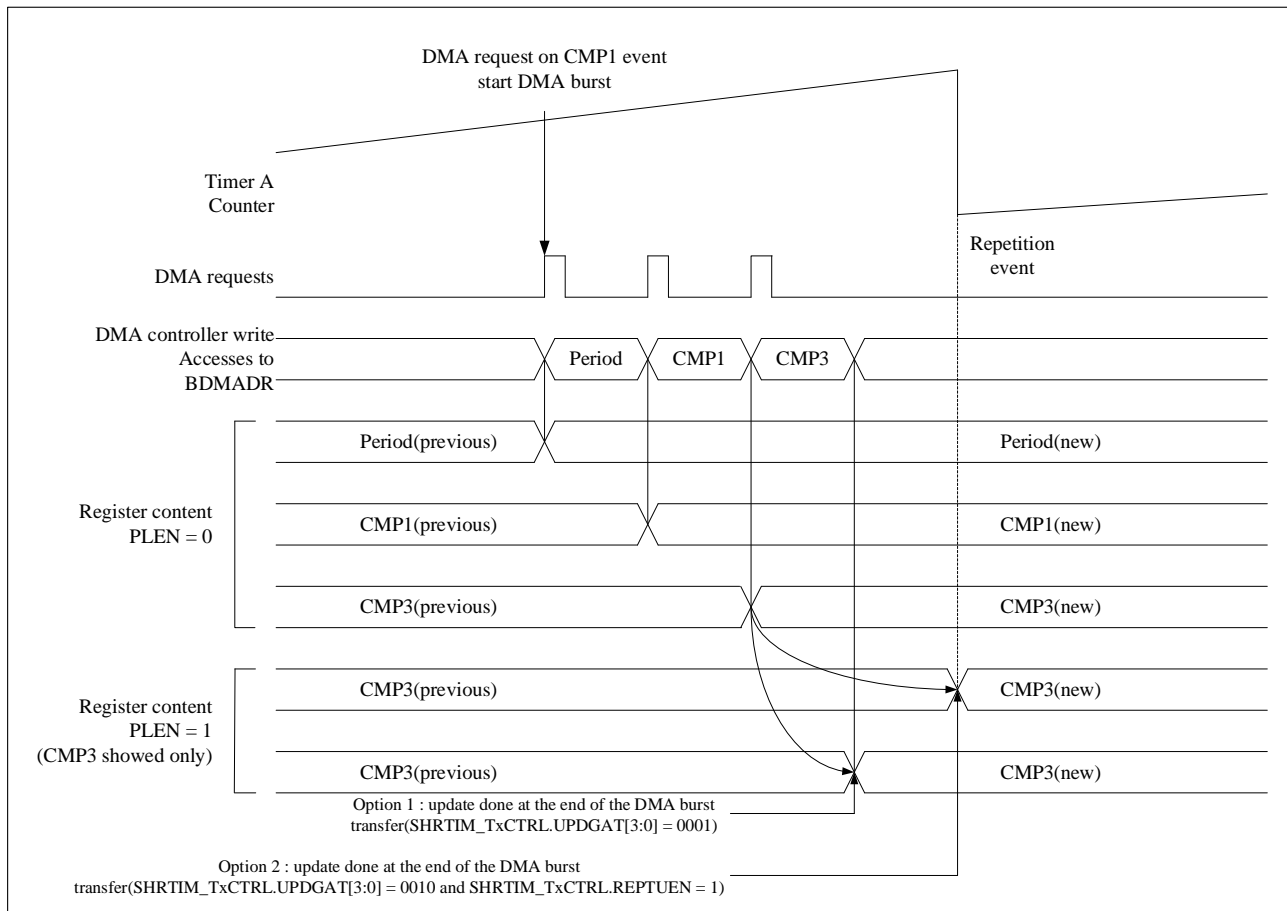 DMA request on CMP1 event
start DMA burst
Timer A
Counter
Repetition
event
DMA requests
DMA controller write
Accesses to
BDMADR
Period
CMP1
CMP3
Period(previous)
Period(new)
Register content
PLEN = 0
CMP1(previous)
CMP1(new)
CMP3(previous)
CMP3(new)
Register content
PLEN = 1
(CMP3 showed only)
CMP3(previous)
CMP3(new)
CMP3(previous)
CMP3(new)
Option 1 : update done at the end of the DMA burst
transfer(SHRTIM_TxCTRL.UPDGAT[3:0] = 0001)
Option 2 : update done at the end of the DMA burst
transfer(SHRTIM_TxCTRL.UPDGAT[3:0] = 0010 and SHRTIM_TxCTRL.REPTUEN = 1)